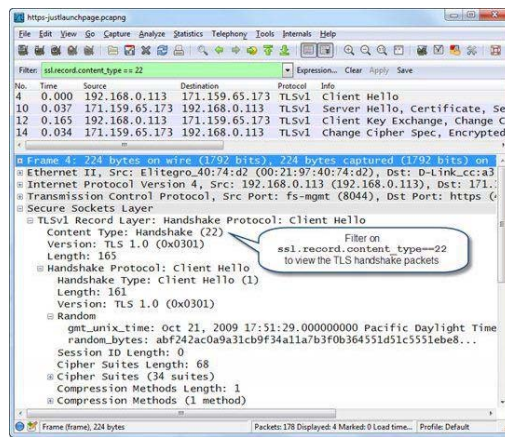 https-justlaunchpage.pcapng
File Edit View Go Capture Analyze Statistics Telephony Tools Internals Help
Filter: ssl.record.content_type == 22 Expression... Clear Apply Save
No. Time Source Destination Protocol Info
4 0.000 192.168.0.113 171.159.65.173 TLSv1 Client Hello
10 0.037 171.159.65.173 192.168.0.113 TLSv1 Server Hello, Certificate, Se
12 0.165 192.168.0.113 171.159.65.173 TLSv1 Client Key Exchange, Change C
14 0.034 171.159.65.173 192.168.0.113 TLSv1 Change Cipher Spec, Encrypted
Frame 4: 224 bytes on wire (1792 bits), 224 bytes captured (1792 bits) on
Ethernet II, Src: Elitegro_40:74:d2 (00:21:97:40:74:d2), Dst: D-Link_cc:a3
Internet Protocol Version 4, Src: 192.168.0.113 (192.168.0.113), Dst: 171.
Transmission Control Protocol, Src Port: fs-mgmt (8044), Dst Port: https (4
Secure Sockets Layer
TLSv1 Record Layer: Handshake Protocol: Client Hello
Content Type: Handshake (22)
Version: TLS 1.0 (0x0301)
Length: 165
Filter on
ssl.record.content_type==22
to view the TLS handshake packets
Handshake Protocol: Client Hello
Handshake Type: Client Hello (1)
Length: 161
Version: TLS 1.0 (0x0301)
Random
gmt_unix_time: Oct 21, 2009 17:51:29.000000000 Pacific Daylight Time
random_bytes: abf242ac0a9a31cb9f34a11a7b3f0b364551d51c5551ebe8...
Session ID Length: 0
Cipher Suites Length: 68
Cipher Suites (34 suites)
Compression Methods Length: 1
Compression Methods (1 method)
Frame (frame), 224 bytes Packets: 178 Displayed: 4 Marked: 0 Load time... Profile: Default